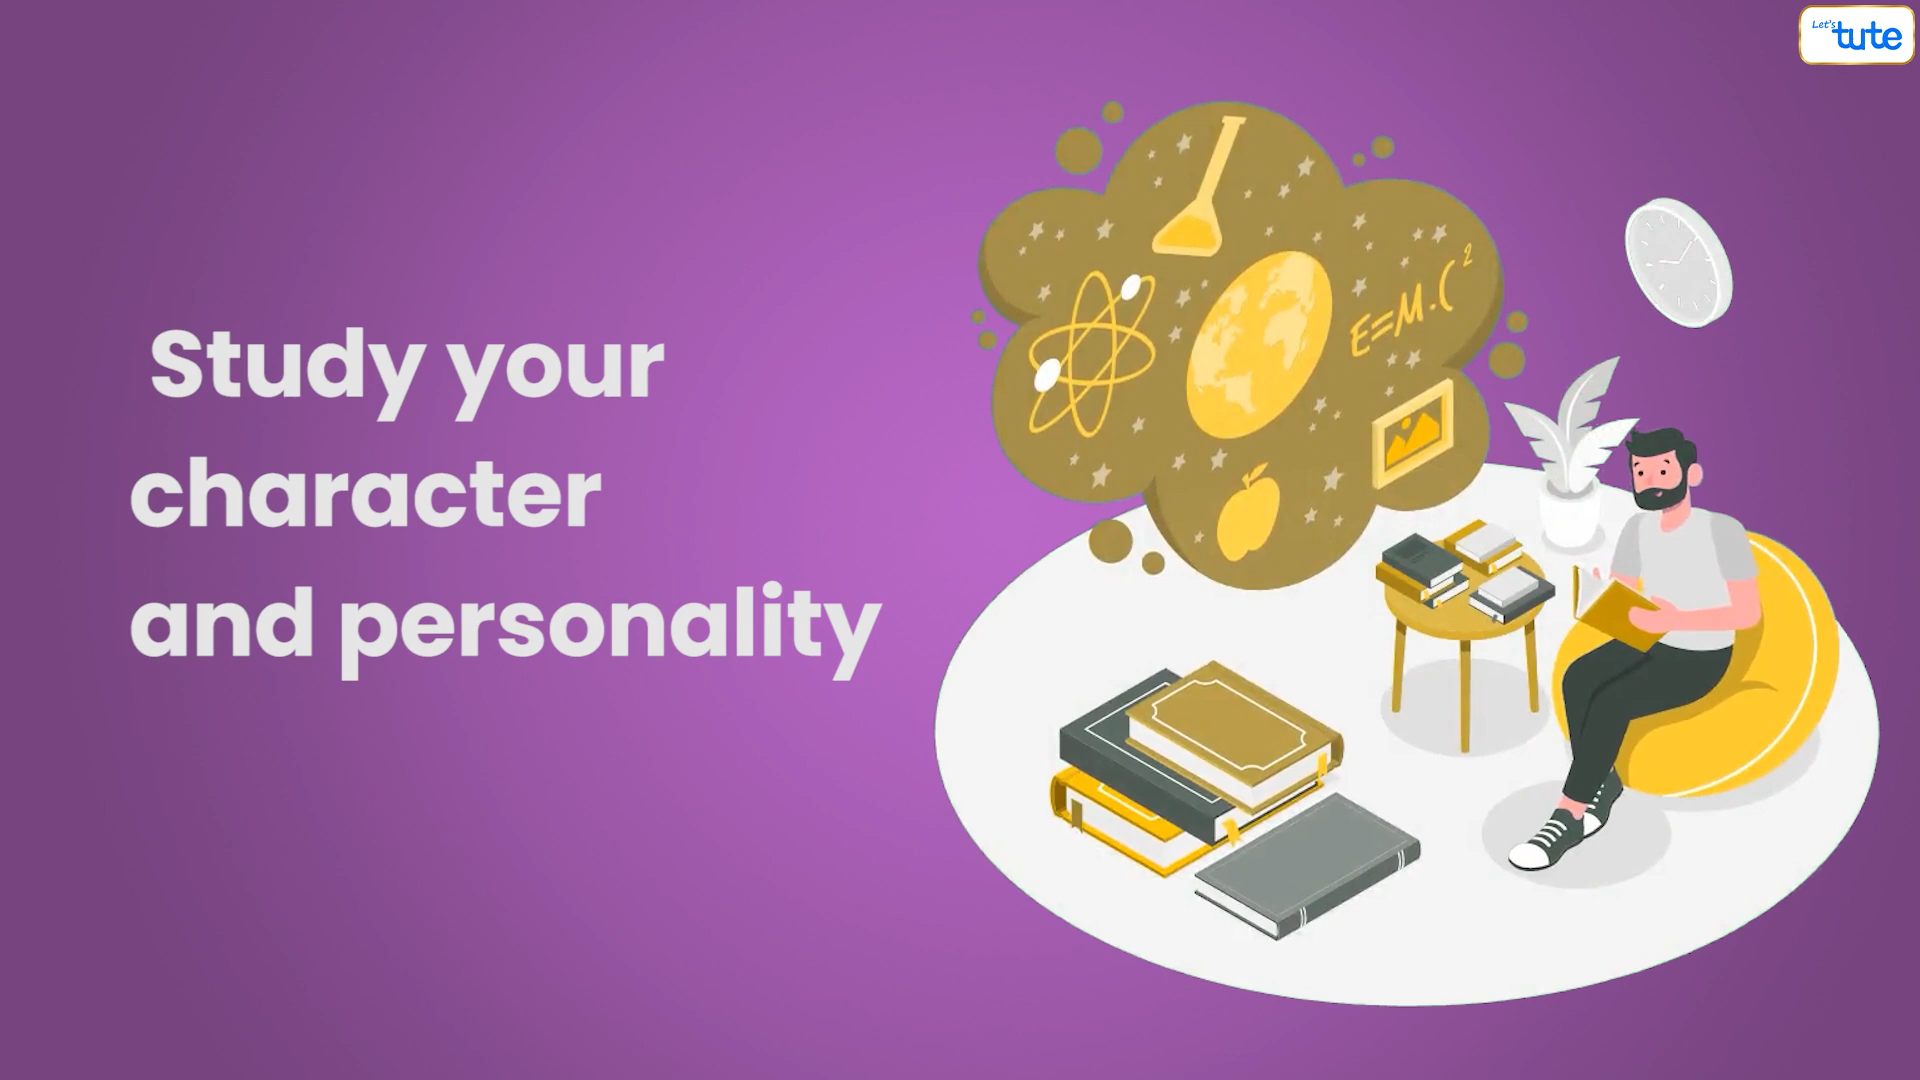 Let's
tute
Study your
character
and personality
E=M.C²